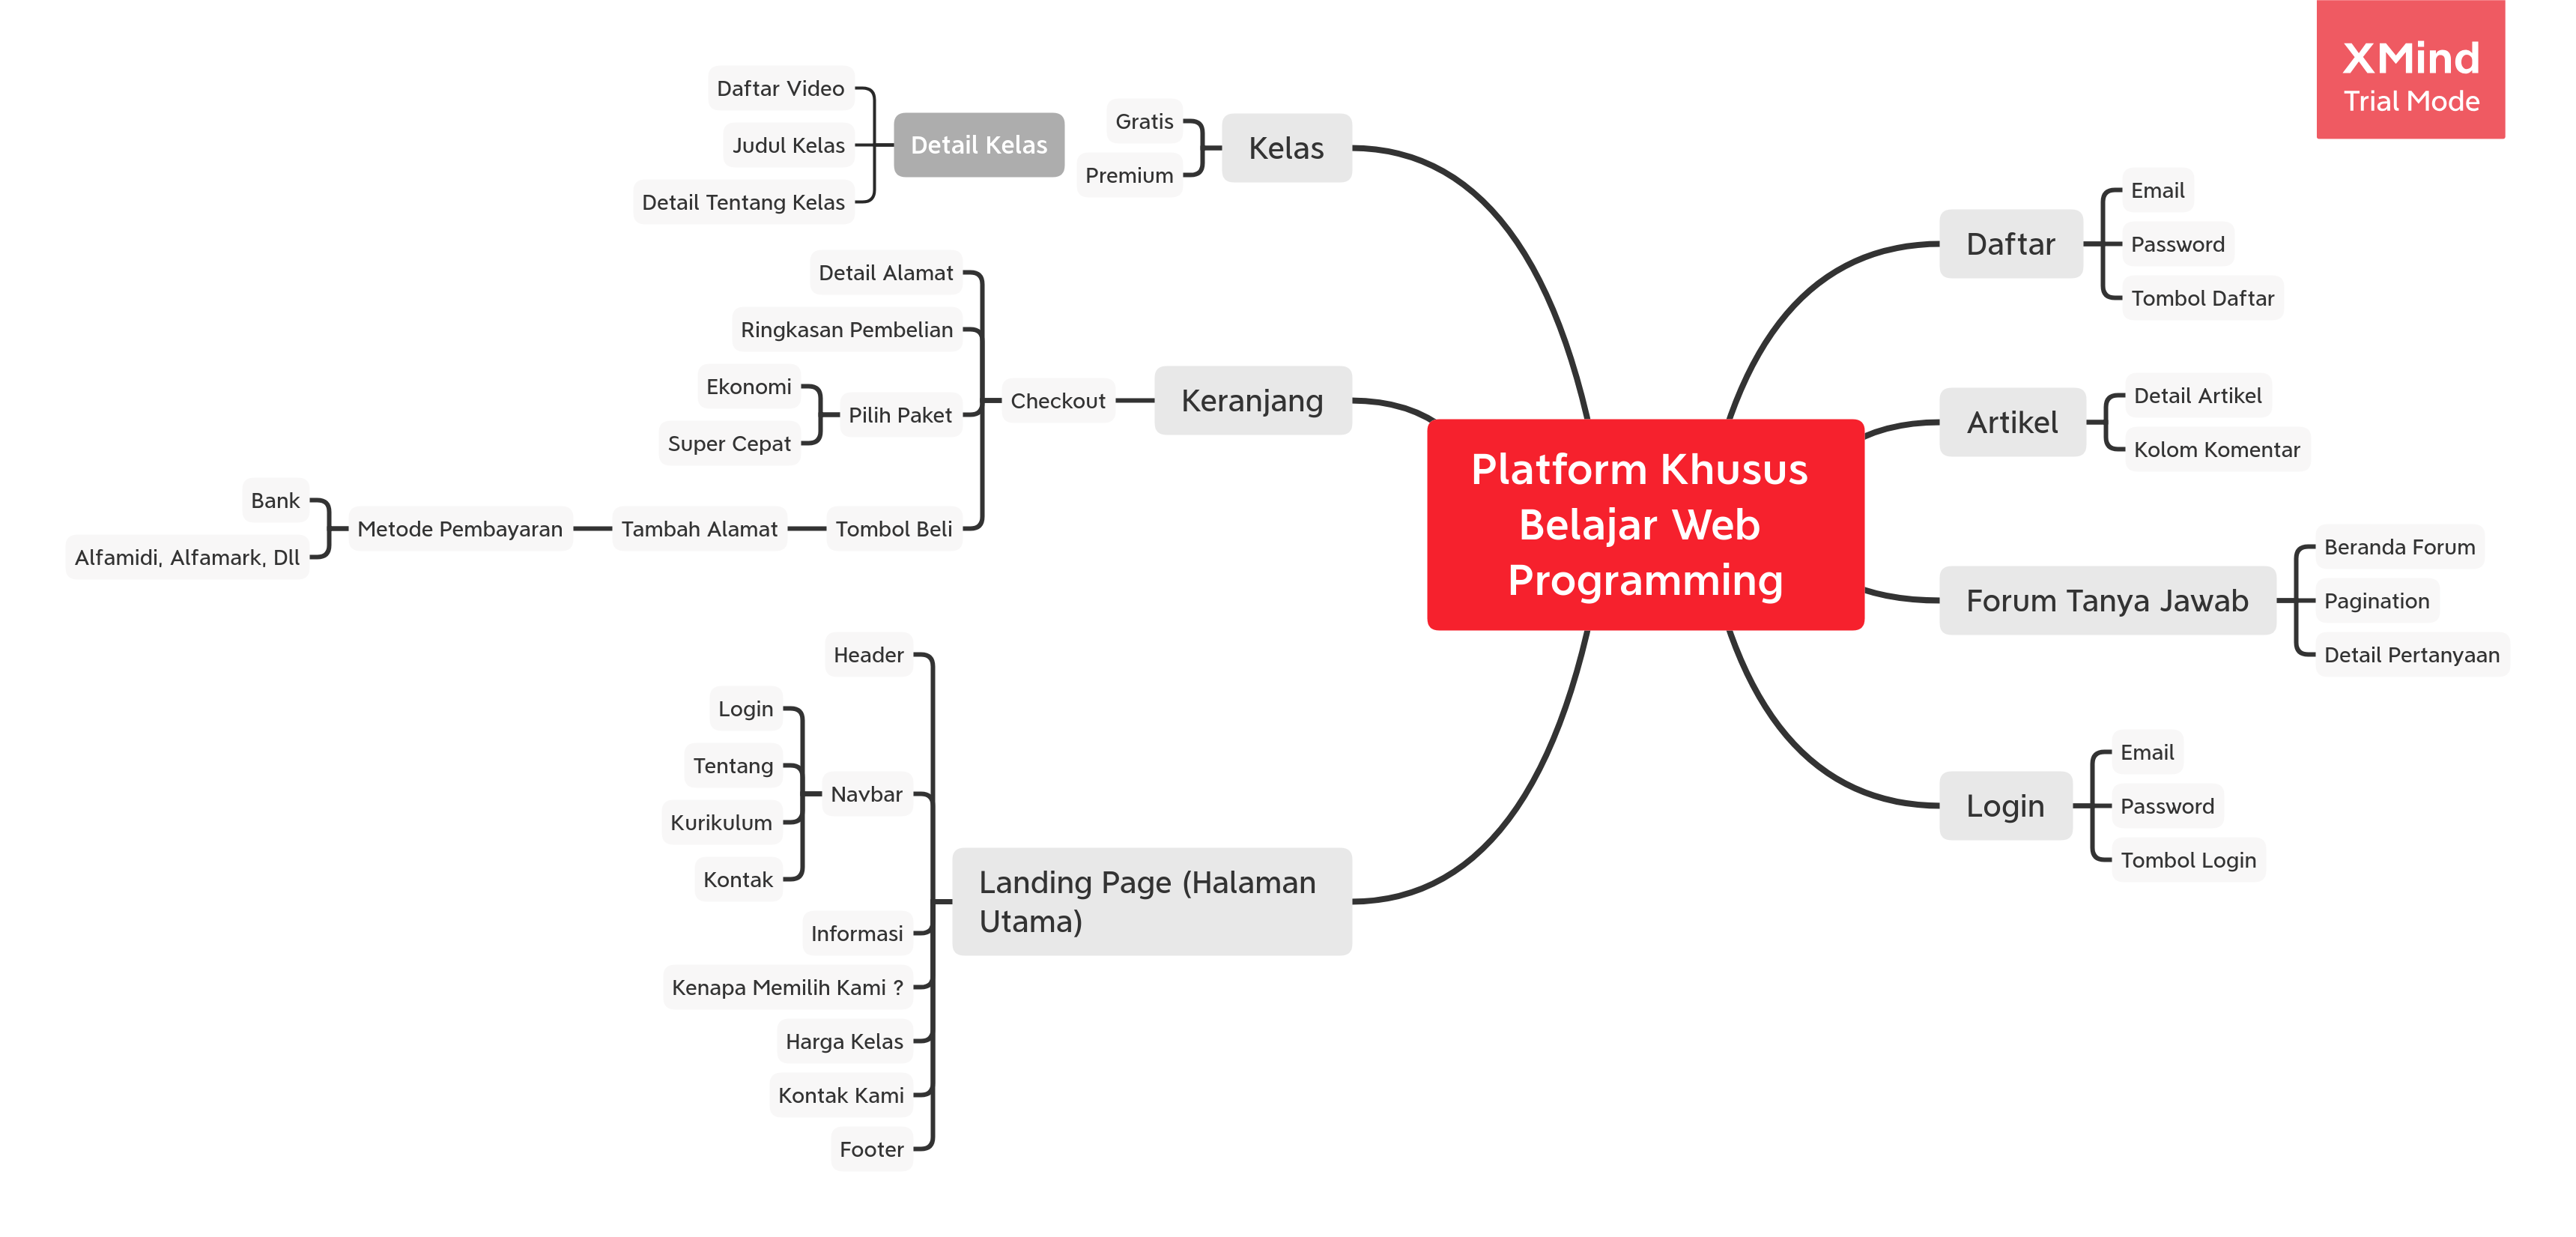 XMind
Trial Mode
Daftar Video
Judul Kelas
Detail Tentang Kelas
Detail Kelas
Gratis
Premium
Kelas
Detail Alamat
Ringkasan Pembelian
Ekonomi
Super Cepat
Pilih Paket
Checkout
Keranjang
Bank
Alfamidi, Alfamark, Dll
Metode Pembayaran
Tambah Alamat
Tombol Beli
Platform Khusus
Belajar Web
Programming
Daftar
Email
Password
Tombol Daftar
Artikel
Detail Artikel
Kolom Komentar
Forum Tanya Jawab
Beranda Forum
Pagination
Detail Pertanyaan
Login
Email
Password
Tombol Login
Header
Login
Tentang
Kurikulum
Kontak
Navbar
Landing Page (Halaman
Utama)
Informasi
Kenapa Memilih Kami ?
Harga Kelas
Kontak Kami
Footer